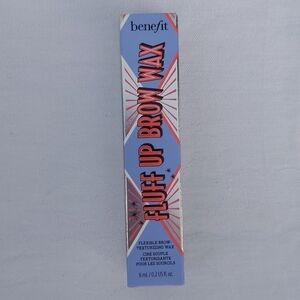 benefit
FLUFF UP BROW WAX
FLEXIBLE BROW-
TEXTURIZING WAX
CIRE SOUPLE
TEXTURISANTE
POUR LES SOURCILS
6 ml / 0.2 US fl. oz.